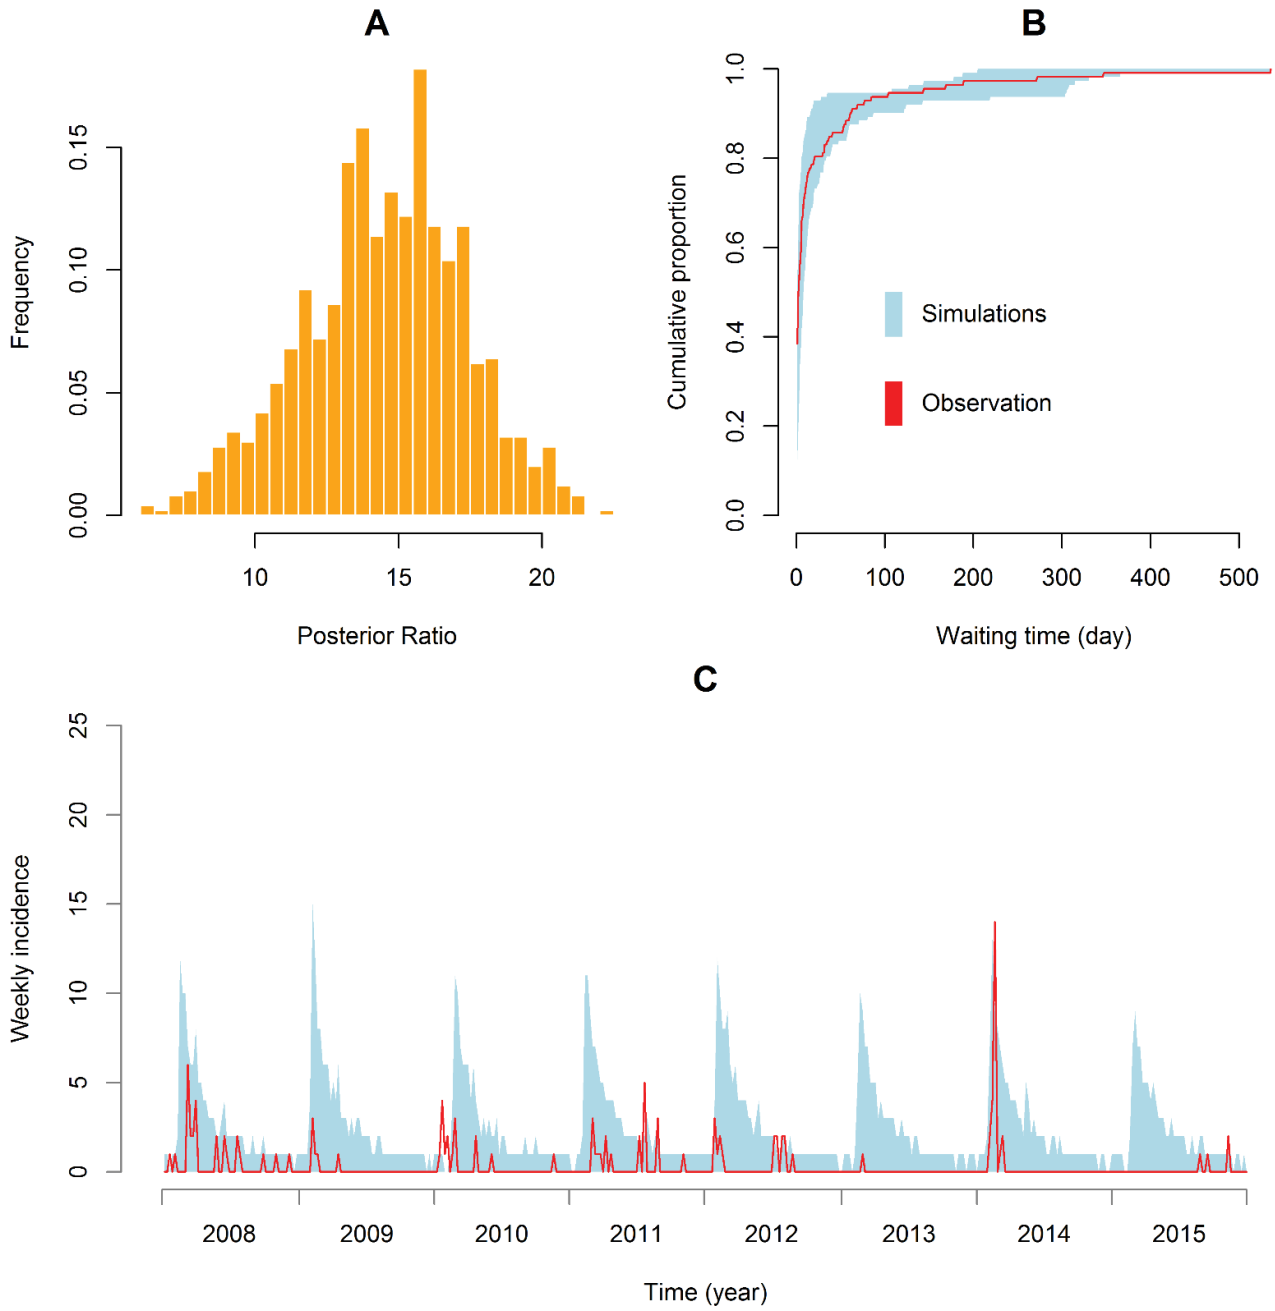 A
Frequency
0.00
0.05
0.10
0.15
10 15 20
Posterior Ratio
B
Cumulative proportion
0.0
0.2
0.4
0.6
0.8
1.0
Simulations
Observation
0 100 200 300 400 500
Waiting time (day)
C
Weekly incidence
0
5
10
15
20
25
2008 2009 2010 2011 2012 2013 2014 2015
Time (year)